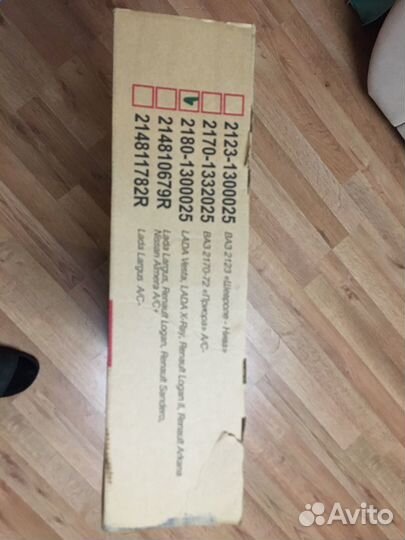 2123-1300025 ВАЗ 2123 «Шевроле - Нива»
2170-1332025 ВАЗ 2170-72 «Приора» A/C-
2180-1300025 LADA Vesta, LADA X-Ray, Renault Logan II, Renault Arkana
214810679R Lada Largus, Renault Logan, Renault Sandero,
Nissan Almera A/C+
214811782R Lada Largus A/C-
Avito